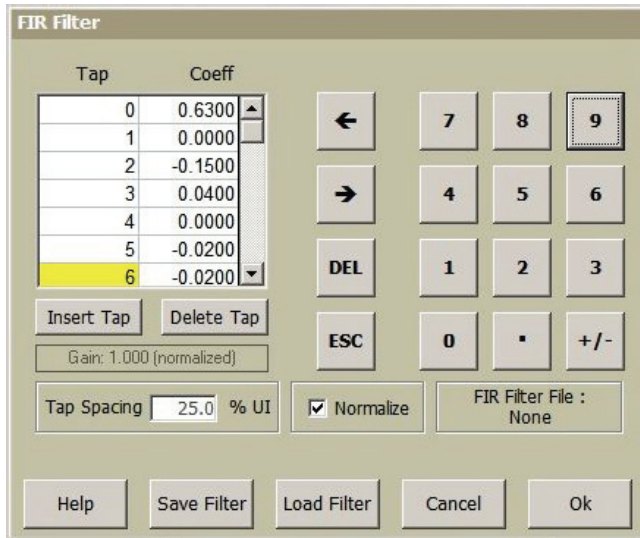 FIR Filter
Tap Coeff
0 0.6300
1 0.0000
2 -0.1500
3 0.0400
4 0.0000
5 -0.0200
6 -0.0200
Insert Tap Delete Tap
Gain: 1.000 (normalized)
Tap Spacing 25.0 % UI
← 7 8 9
→ 4 5 6
DEL 1 2 3
ESC 0 . +/-
Normalize
FIR Filter File :
None
Help Save Filter Load Filter Cancel Ok